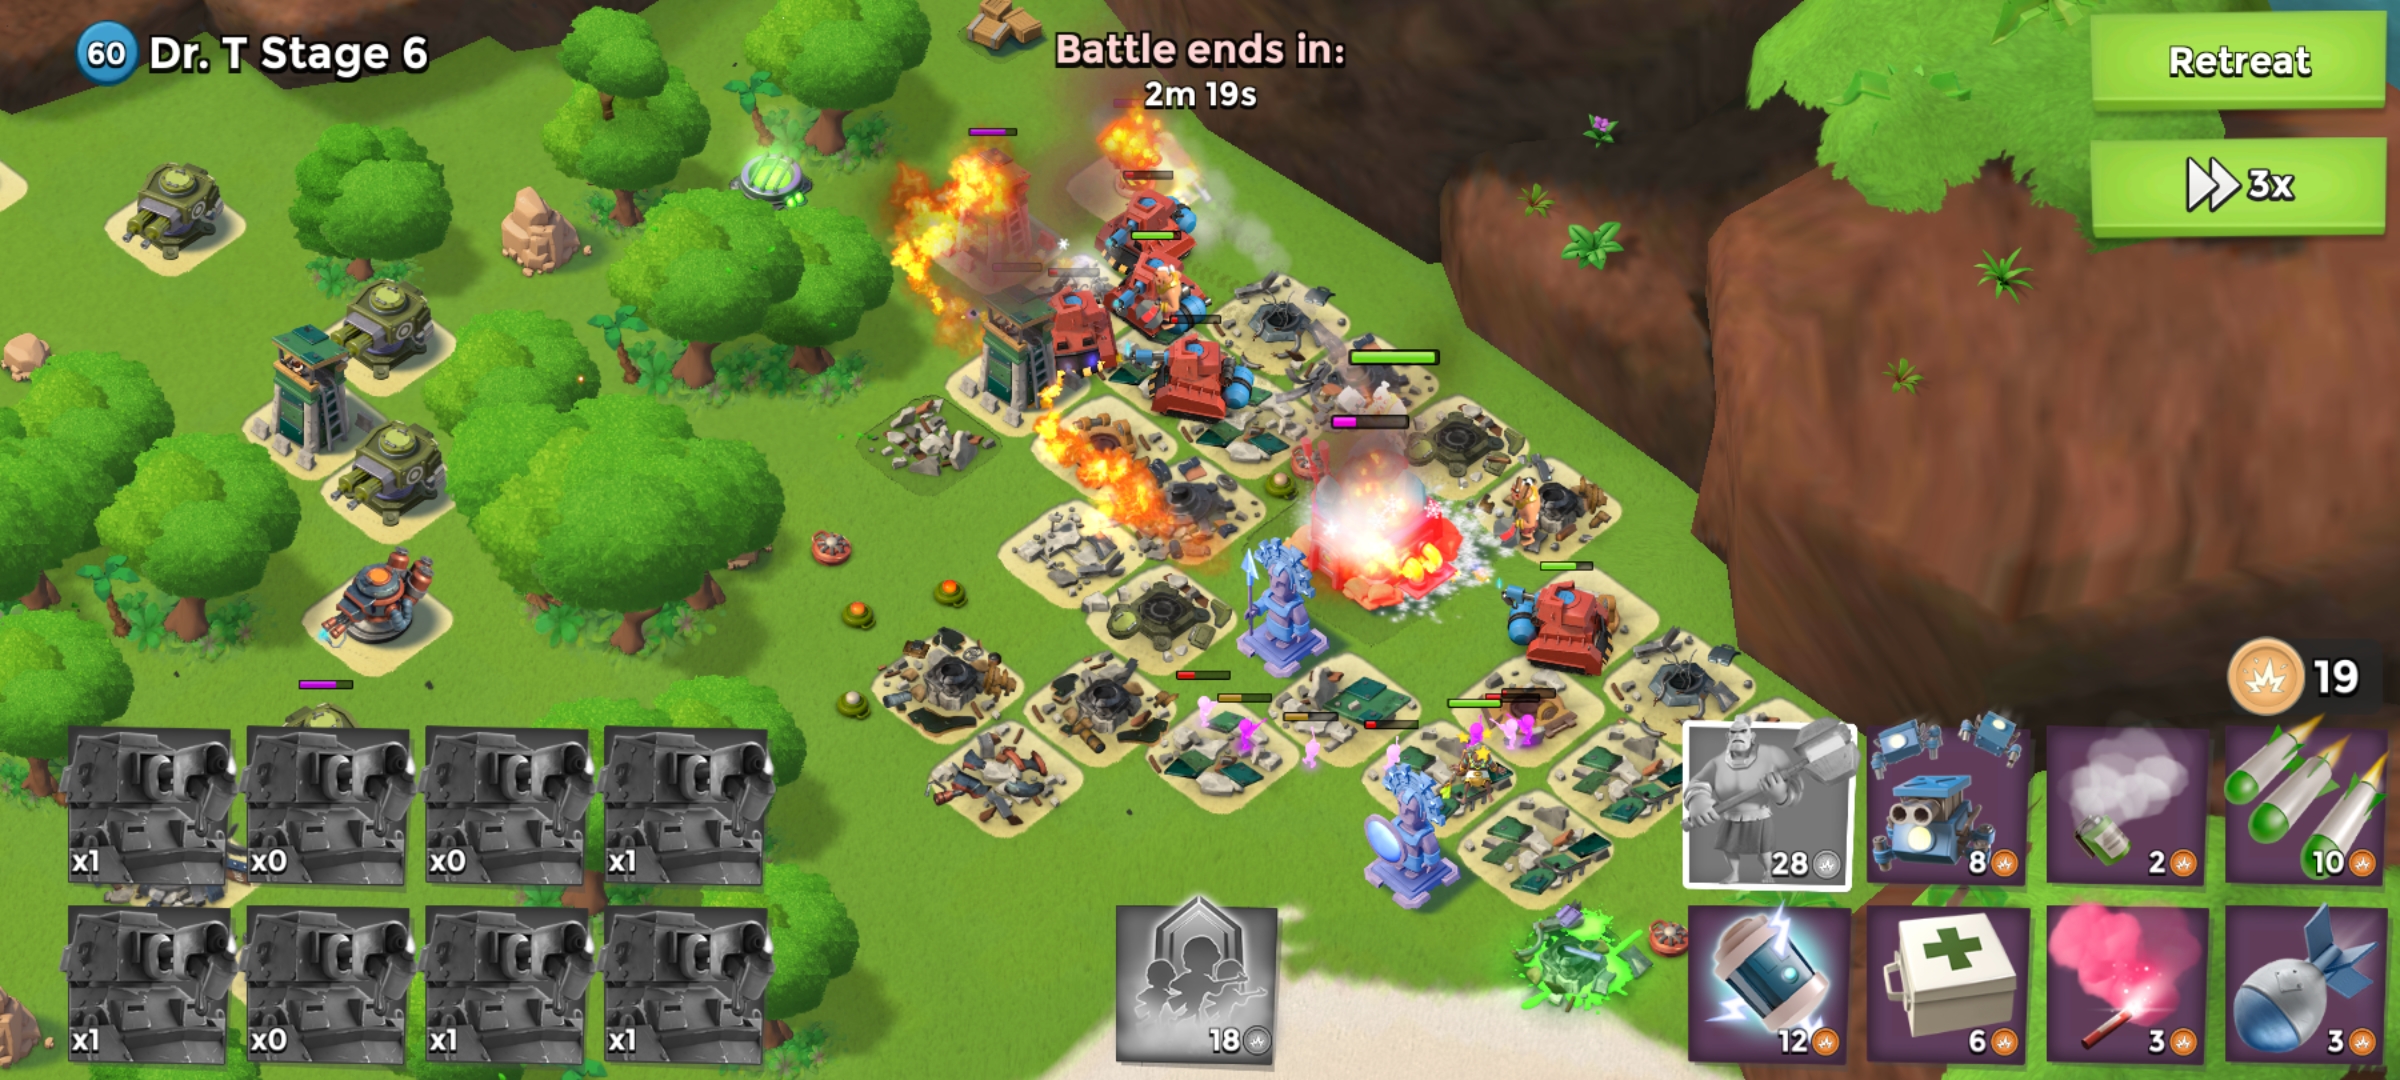 60 Dr. T Stage 6
Battle ends in:
2m 19s
Retreat
3x
19
28
8
2
10
x1
x0
x0
x1
12
6
3
3
x1
x0
x1
x1
18